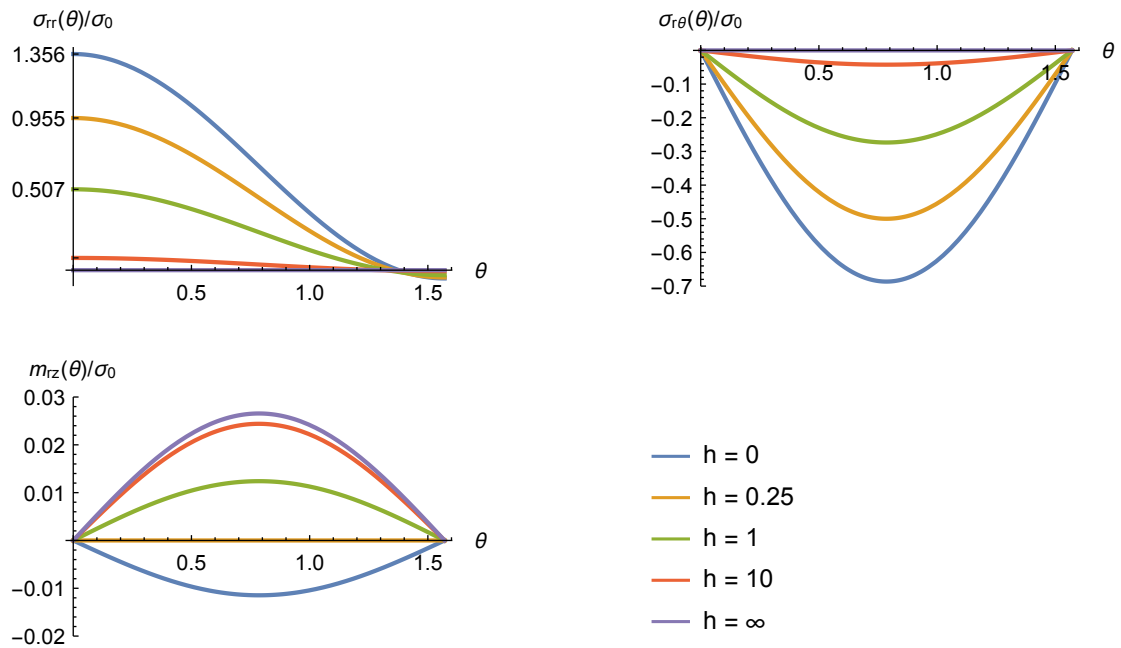 σrr(θ)/σ0
1.356
0.955
0.507
0.5 1.0 1.5
θ
σrθ(θ)/σ0
θ
0.5 1.0 1.5
−0.1
−0.2
−0.3
−0.4
−0.5
−0.6
−0.7
mrz(θ)/σ0
0.03
0.02
0.01
θ
0.5 1.0 1.5
−0.01
−0.02
h = 0
h = 0.25
h = 1
h = 10
h = ∞